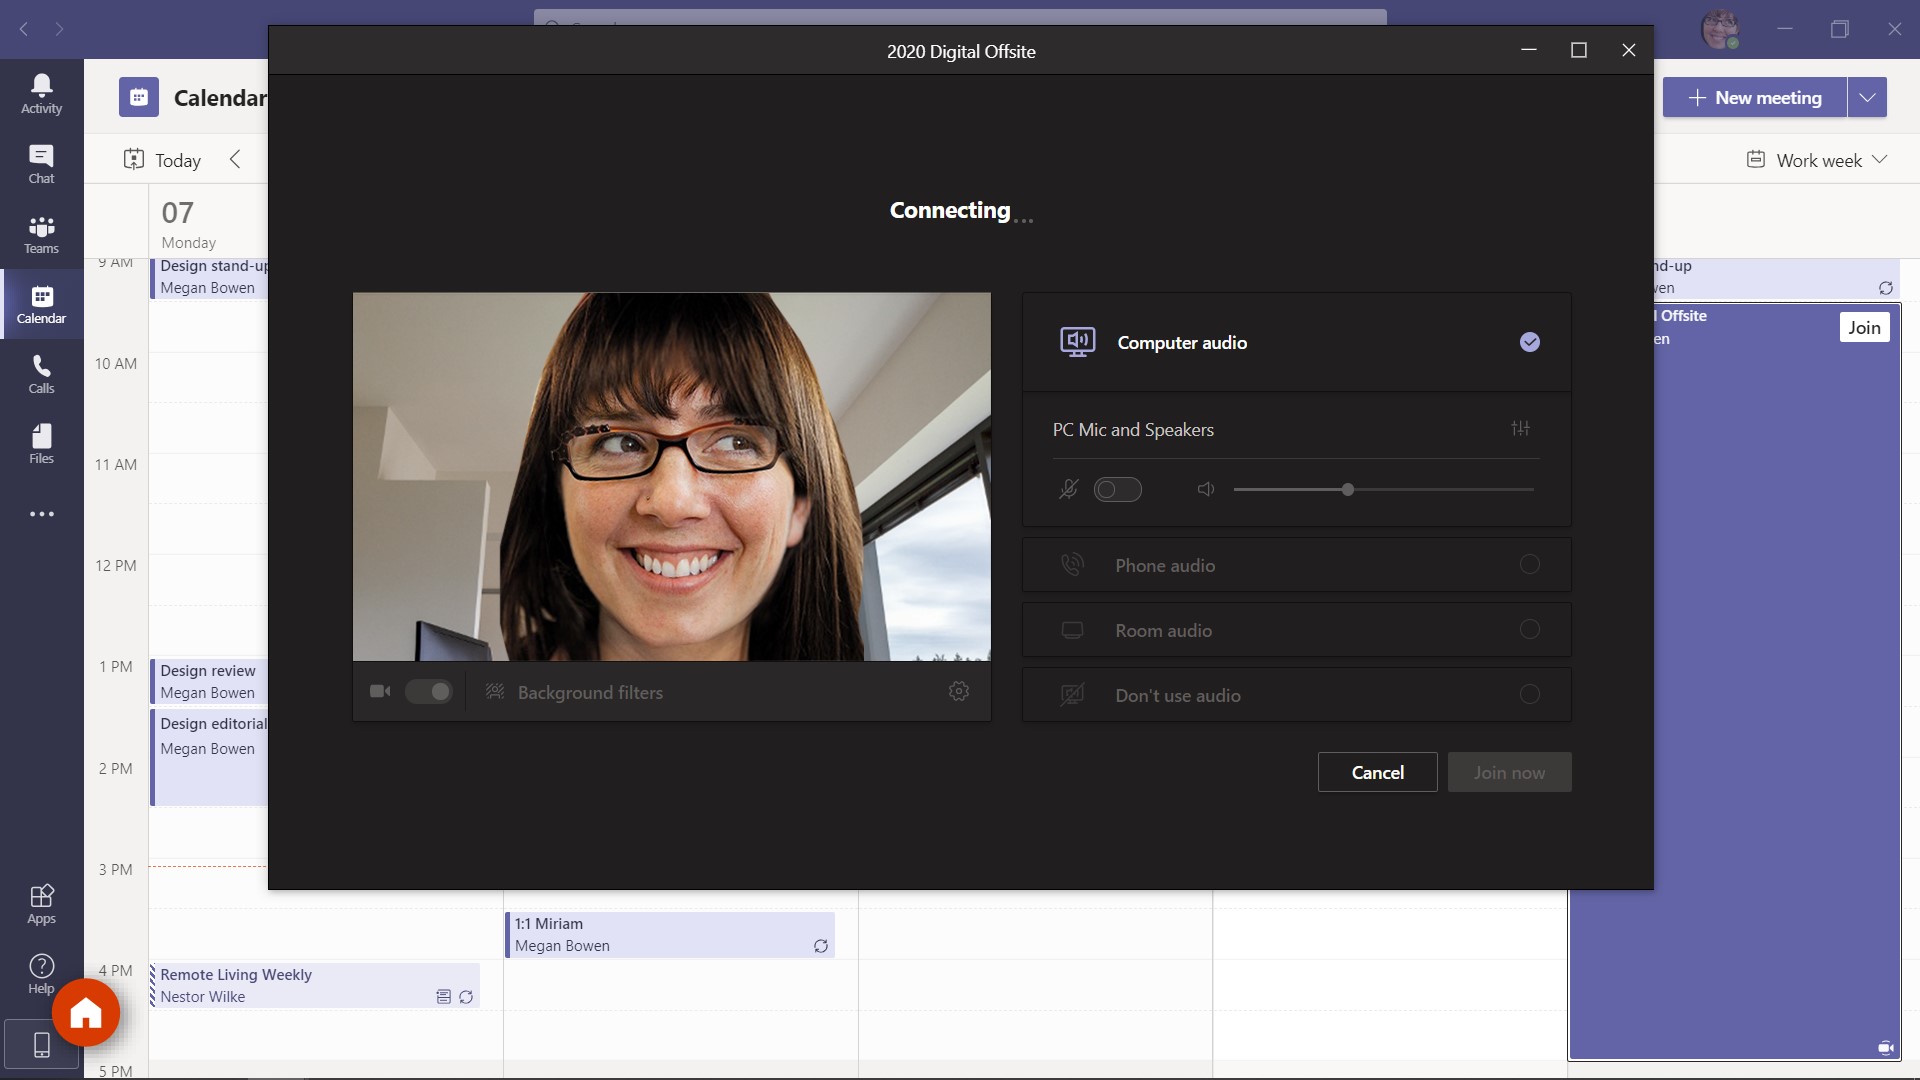 2020 Digital Offsite
Activity
Chat
Teams
Calendar
Calls
Files
Apps
Help
Calendar
New meeting
Today
Work week
07
Monday
9 AM
10 AM
11 AM
12 PM
1 PM
2 PM
3 PM
4 PM
5 PM
Design stand-up
Megan Bowen
Design review
Megan Bowen
Design editorial
Megan Bowen
Remote Living Weekly
Nestor Wilke
1:1 Miriam
Megan Bowen
nd-up
wen
l Offsite
en
Join
Connecting...
Computer audio
PC Mic and Speakers
Phone audio
Room audio
Don't use audio
Background filters
Cancel
Join now